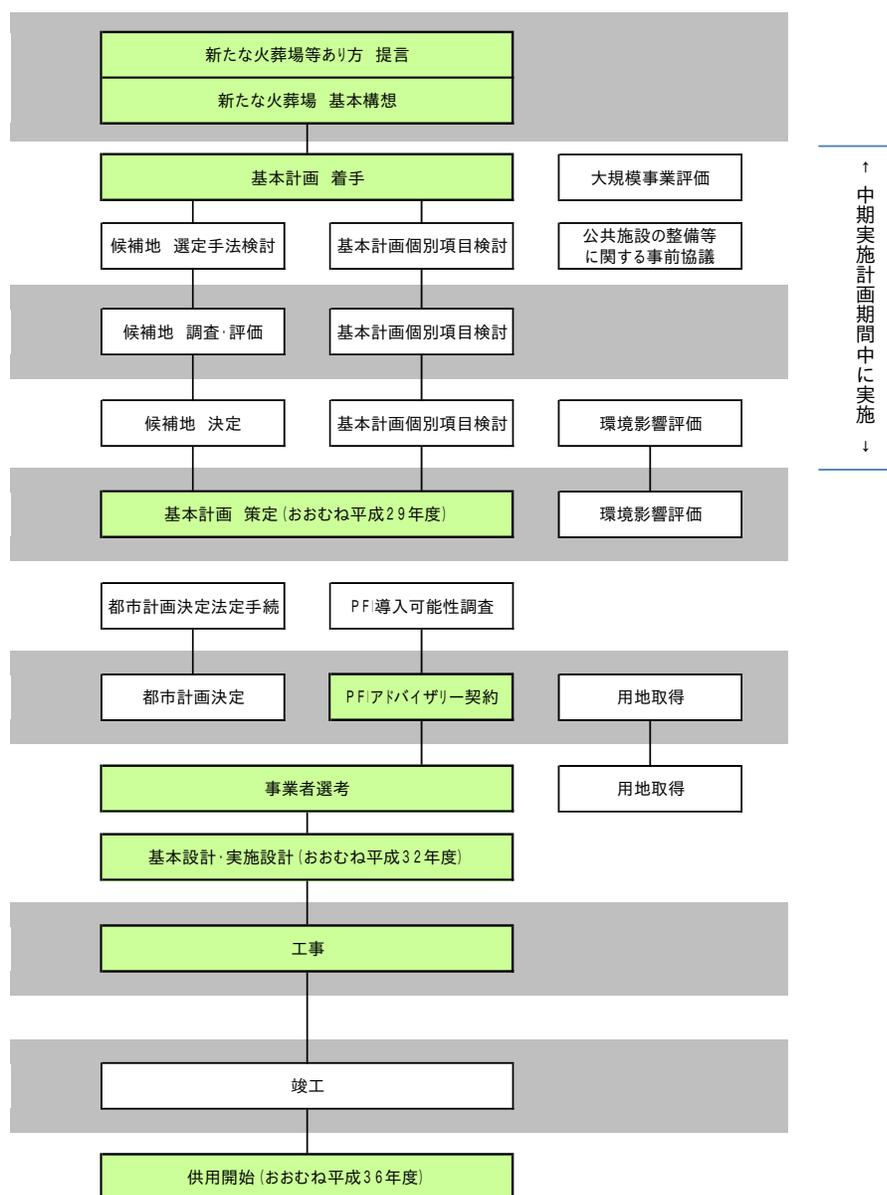 新たな火葬場等あり方 提言
新たな火葬場 基本構想
基本計画 着手
大規模事業評価
候補地 選定手法検討
基本計画個別項目検討
公共施設の整備等
に関する事前協議
候補地 調査・評価
基本計画個別項目検討
候補地 決定
基本計画個別項目検討
環境影響評価
基本計画 策定(おおむね平成29年度)
環境影響評価
都市計画決定法定手続
PFI導入可能性調査
都市計画決定
PFIアドバイザリー契約
用地取得
事業者選考
用地取得
基本設計・実施設計(おおむね平成32年度)
工事
竣工
供用開始(おおむね平成36年度)
↑ 中期実施計画期間中に実施 ↓